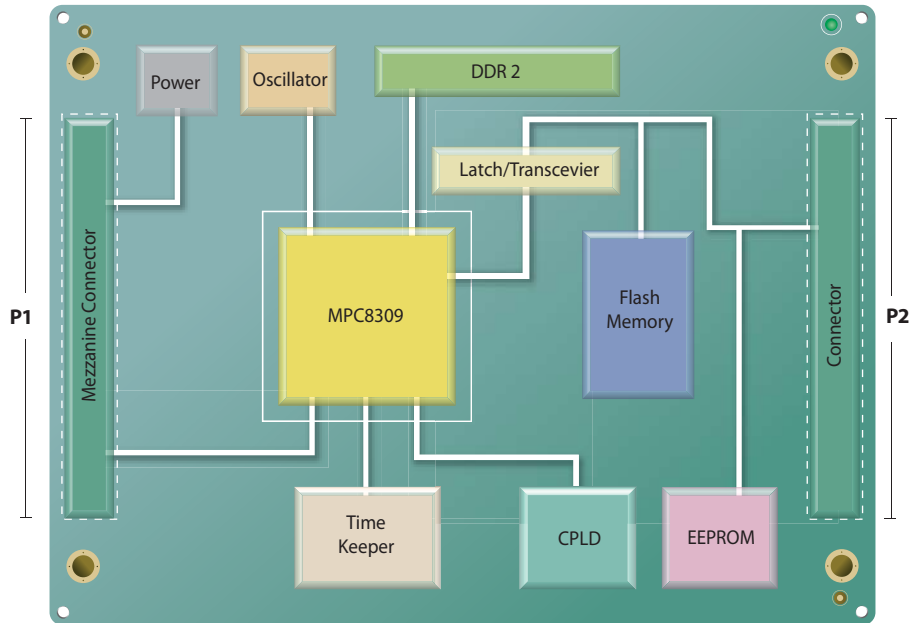 Power
Oscillator
DDR 2
Latch/Transcevier
Mezzanine Connector
P1
MPC8309
Flash
Memory
Connector
P2
Time
Keeper
CPLD
EEPROM